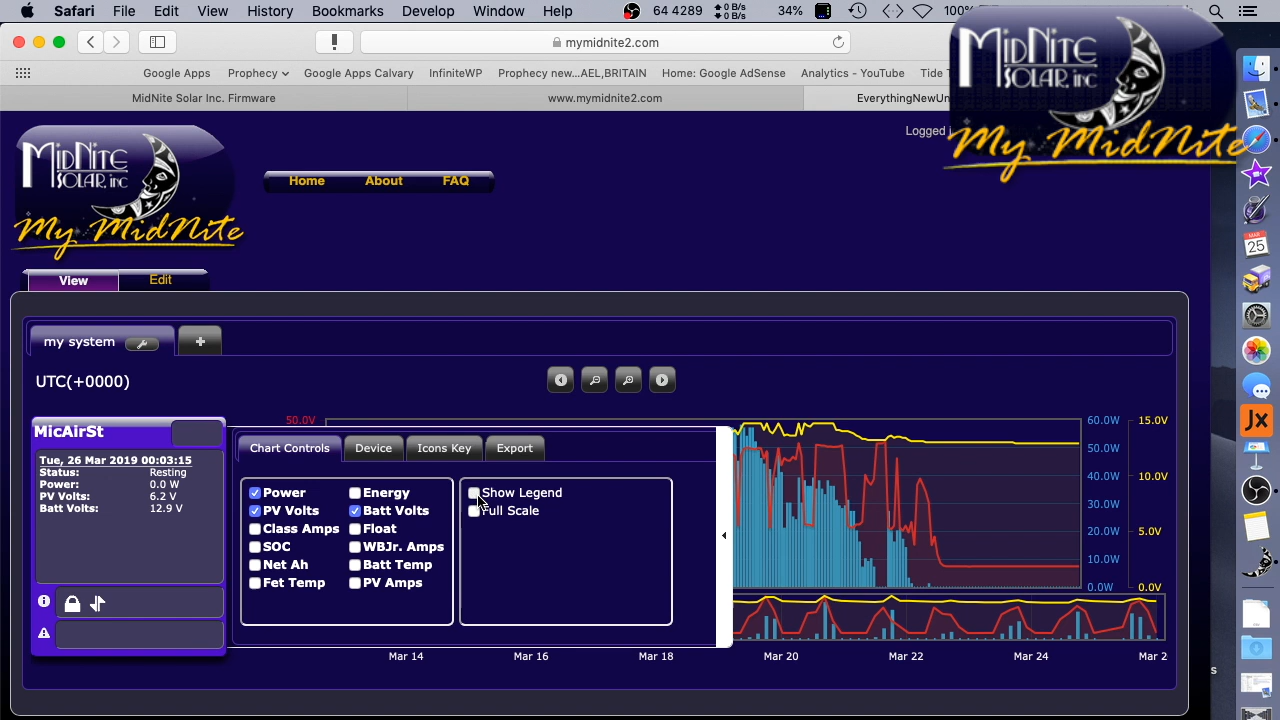 Safari File Edit View History Bookmarks Develop Window Help 64 4289 0 B/s 0 B/s 34% 100%
mymidnite2.com
Google Apps Prophecy Google Apps Calvary InfiniteWP Prophecy new...AEL,BRITAIN Home: Google AdSense Analytics - YouTube Tide T
MidNite Solar Inc. Firmware www.mymidnite2.com EverythingNewUn
MidNite
Solar, inc
My MidNite
Logged i
MidNite
Solar, inc
My MidNite
Home About FAQ
View Edit
my system
UTC(+0000)
MicAirSt
Tue, 26 Mar 2019 00:03:15
Status: Resting
Power: 0.0 W
PV Volts: 6.2 V
Batt Volts: 12.9 V
Chart Controls Device Icons Key Export
Power Energy
PV Volts Batt Volts
Class Amps Float
SOC WBJr. Amps
Net Ah Batt Temp
Fet Temp PV Amps
Show Legend
Full Scale
50.0V
60.0W 15.0V
50.0W
40.0W 10.0V
30.0W
20.0W 5.0V
10.0W
0.0W 0.0V
Mar 14 Mar 16 Mar 18 Mar 20 Mar 22 Mar 24 Mar 2
MAR
25
Jx
s